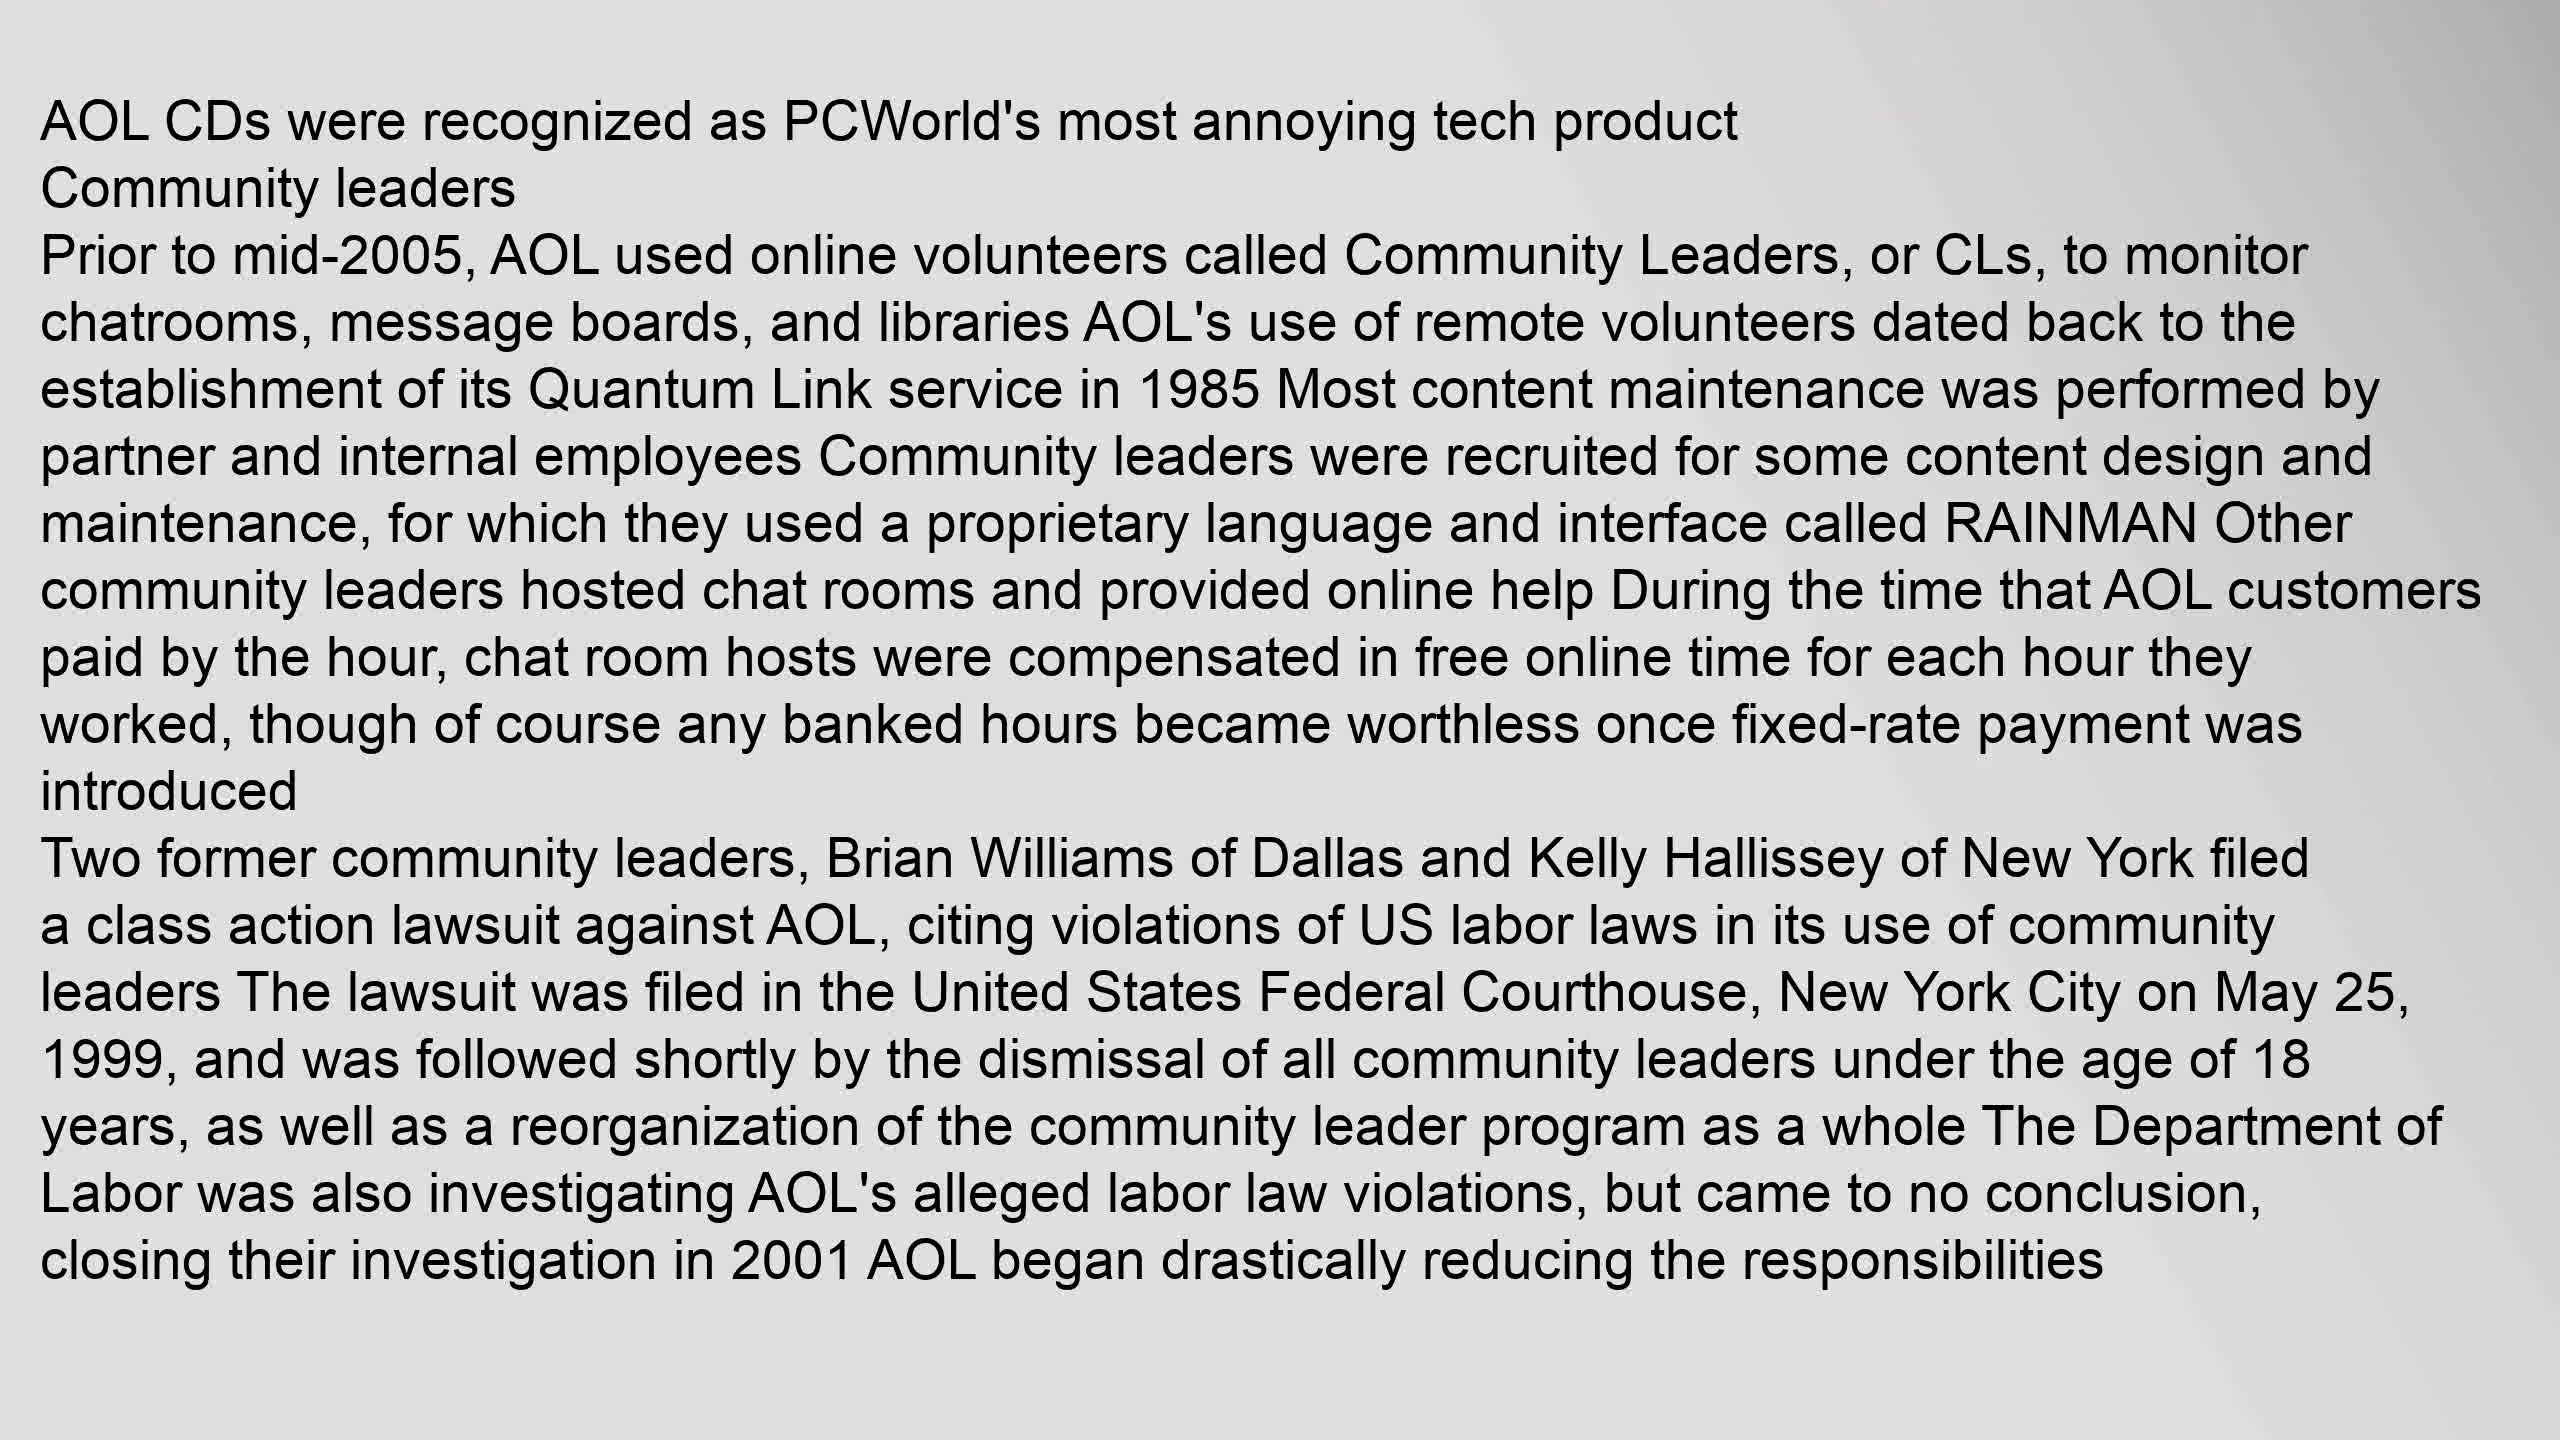 AOL CDs were recognized as PCWorld's most annoying tech product
Community leaders
Prior to mid-2005, AOL used online volunteers called Community Leaders, or CLs, to monitor
chatrooms, message boards, and libraries AOL's use of remote volunteers dated back to the
establishment of its Quantum Link service in 1985 Most content maintenance was performed by
partner and internal employees Community leaders were recruited for some content design and
maintenance, for which they used a proprietary language and interface called RAINMAN Other
community leaders hosted chat rooms and provided online help During the time that AOL customers
paid by the hour, chat room hosts were compensated in free online time for each hour they
worked, though of course any banked hours became worthless once fixed-rate payment was
introduced
Two former community leaders, Brian Williams of Dallas and Kelly Hallissey of New York filed
a class action lawsuit against AOL, citing violations of US labor laws in its use of community
leaders The lawsuit was filed in the United States Federal Courthouse, New York City on May 25,
1999, and was followed shortly by the dismissal of all community leaders under the age of 18
years, as well as a reorganization of the community leader program as a whole The Department of
Labor was also investigating AOL's alleged labor law violations, but came to no conclusion,
closing their investigation in 2001 AOL began drastically reducing the responsibilities